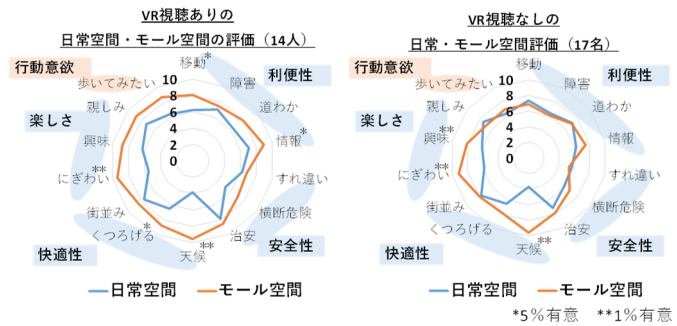 VR視聴ありの
日常空間・モール空間の評価（14人）
行動意欲
利便性
楽しさ
快適性
安全性
移動*
障害
道わか
情報*
すれ違い
横断危険
治安
天候**
くつろげる*
街並み
にぎわい**
興味
親しみ
歩いてみたい
10
8
6
4
2
0
日常空間
モール空間
VR視聴なしの
日常・モール空間評価（17名）
行動意欲
利便性
楽しさ
快適性
安全性
移動
障害
道わか
情報
すれ違い
横断危険
治安
天候**
くつろげる
街並み
にぎわい**
興味**
親しみ
歩いてみたい
10
8
6
4
2
0
日常空間
モール空間
*5％有意　**1％有意